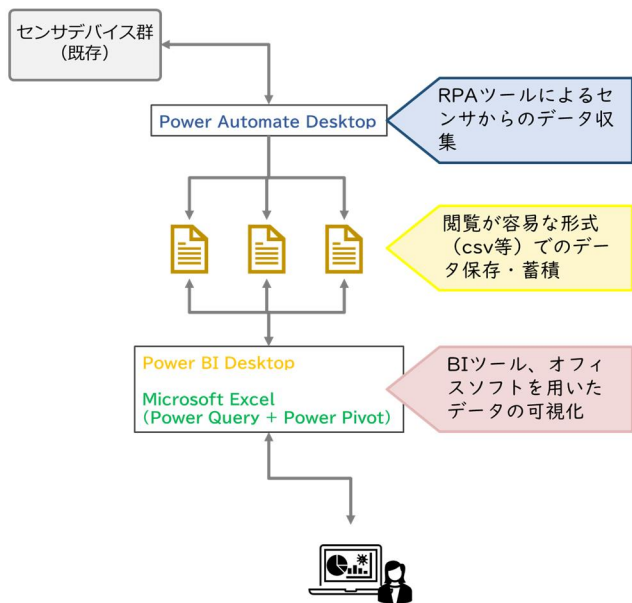 センサデバイス群
（既存）
Power Automate Desktop
RPAツールによるセ
ンサからのデータ収
集
閲覧が容易な形式
（csv等）でのデー
タ保存・蓄積
Power BI Desktop
Microsoft Excel
（Power Query + Power Pivot）
BIツール、オフィ
スソフトを用いた
データの可視化